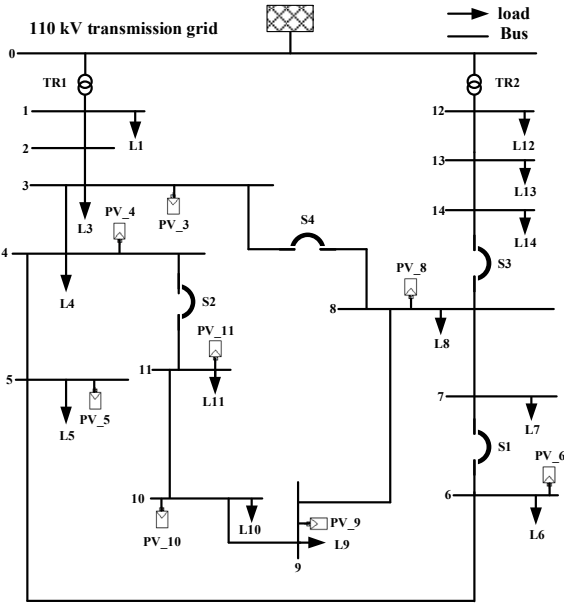 110 kV transmission grid
load
Bus
0
TR1
TR2
1
12
L1
L12
2
13
L13
3
14
PV_4
L3
PV_3
S4
L14
4
S3
L4
PV_8
S2
8
PV_11
L8
11
5
L11
7
PV_5
L5
L7
S1
PV_6
10
6
L10
PV_9
L6
PV_10
L9
9